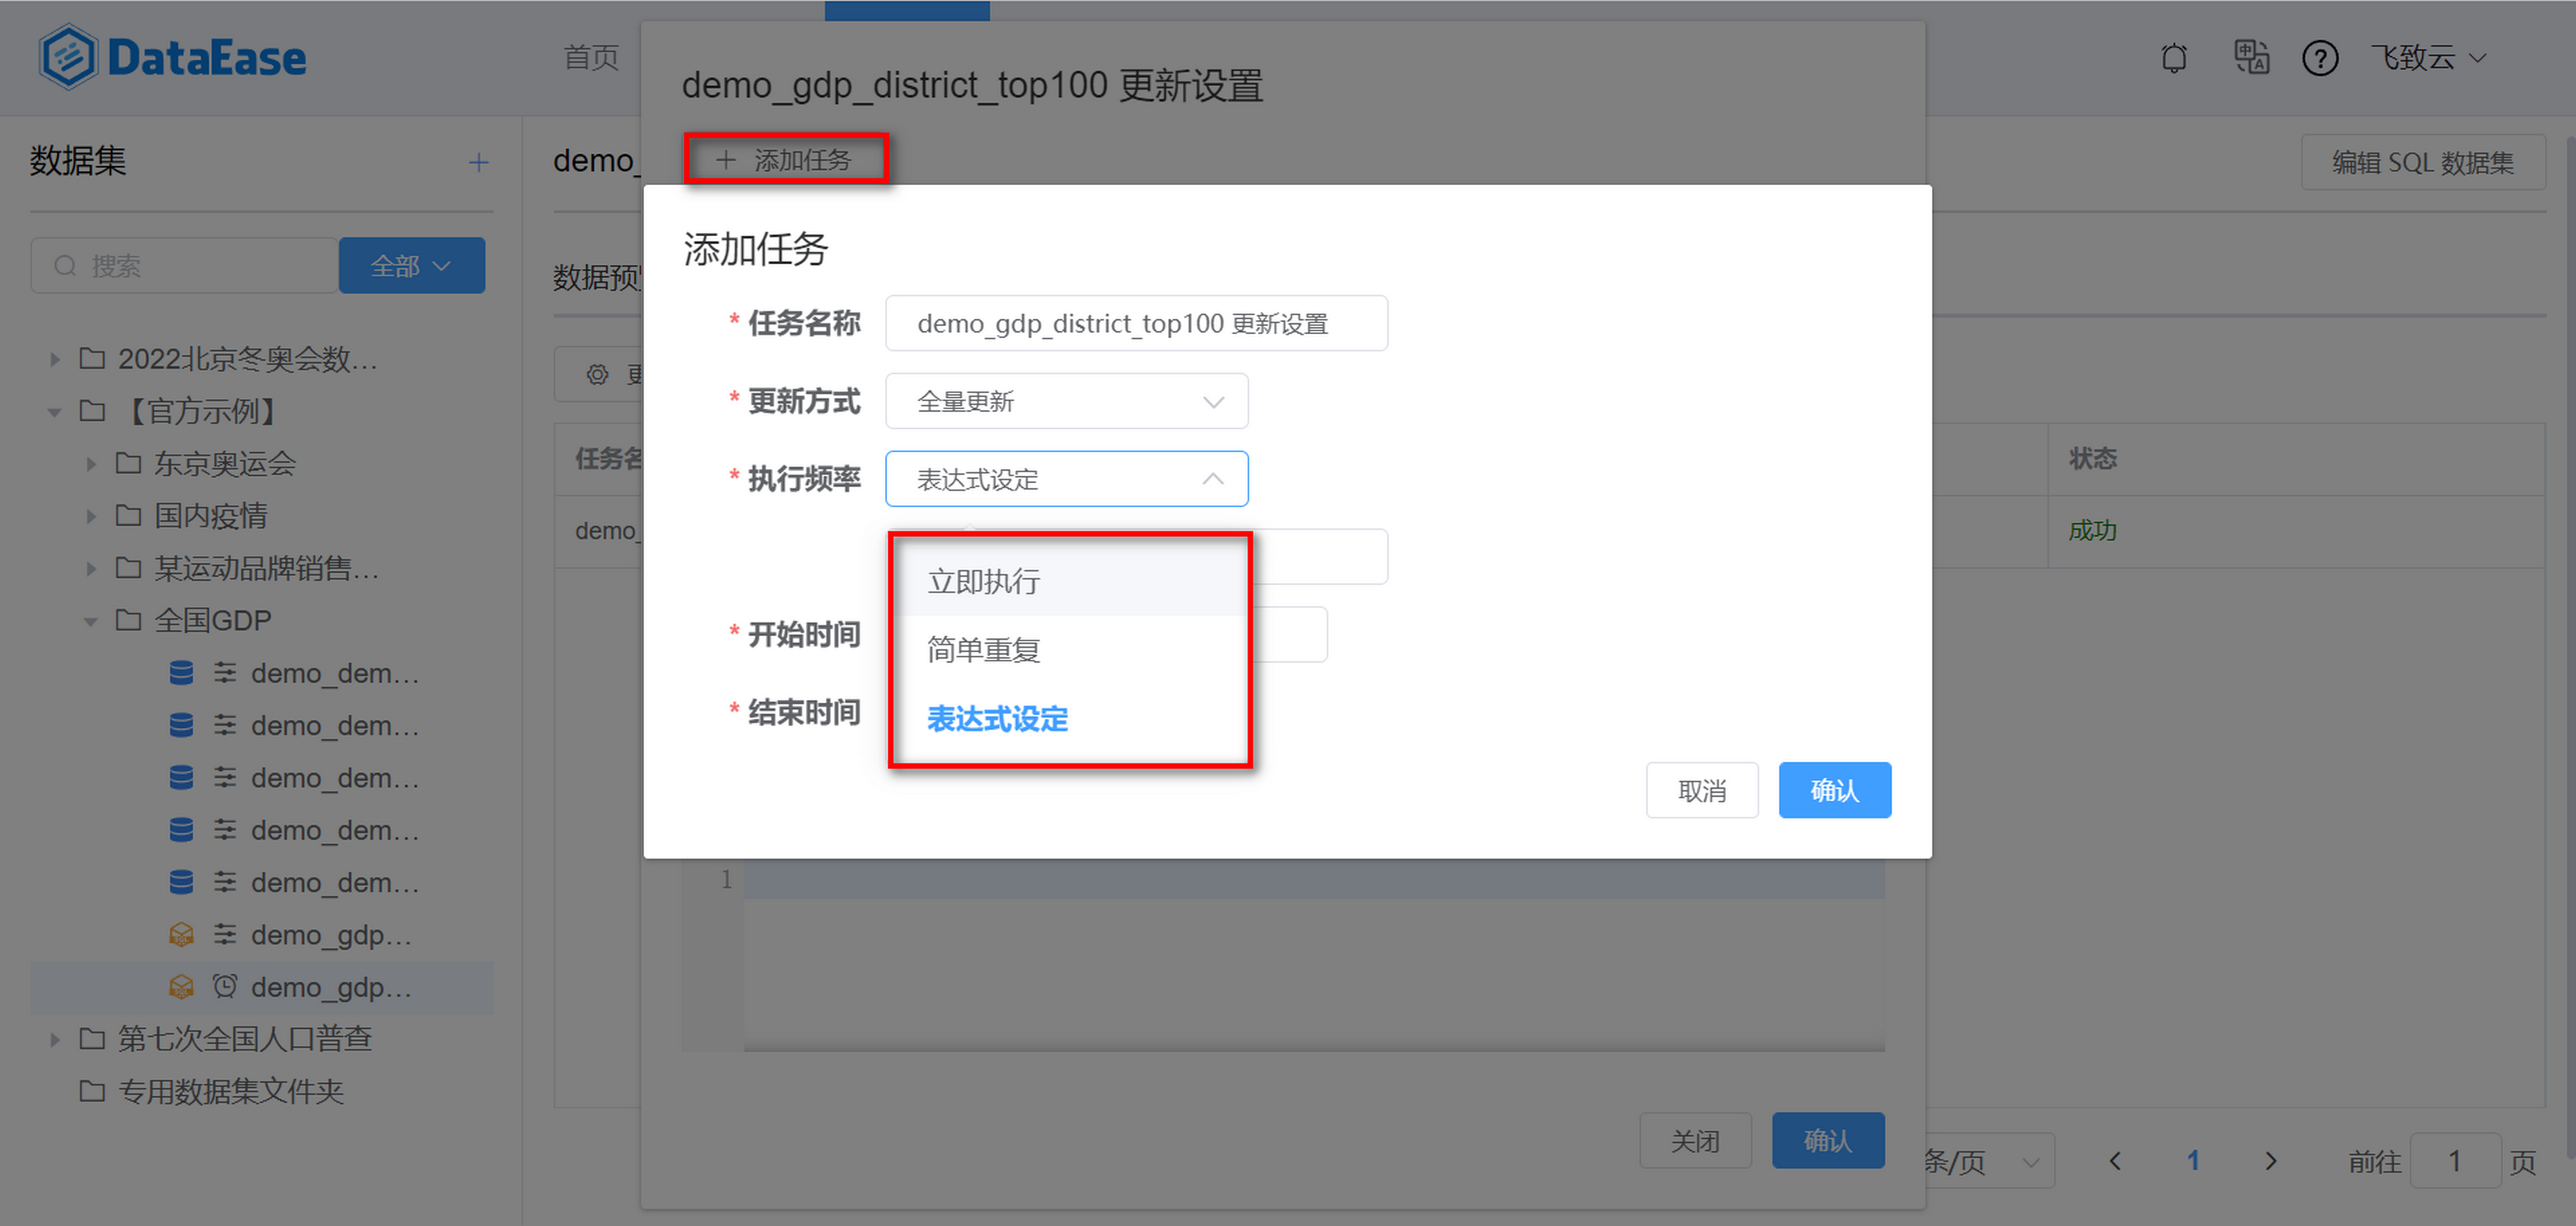 DataEase
首页
飞致云
demo_gdp_district_top100 更新设置
+ 添加任务
数据集
+
搜索
全部
2022北京冬奥会数...
【官方示例】
东京奥运会
国内疫情
某运动品牌销售...
全国GDP
demo_dem...
demo_dem...
demo_dem...
demo_dem...
demo_dem...
demo_gdp...
demo_gdp...
第七次全国人口普查
专用数据集文件夹
demo_
编辑 SQL 数据集
数据预
任务名
状态
demo_
成功
添加任务
* 任务名称 demo_gdp_district_top100 更新设置
* 更新方式 全量更新
* 执行频率 表达式设定
立即执行
简单重复
表达式设定
* 开始时间
* 结束时间
取消 确认
1
关闭 确认
条/页 < 1 > 前往 1 页